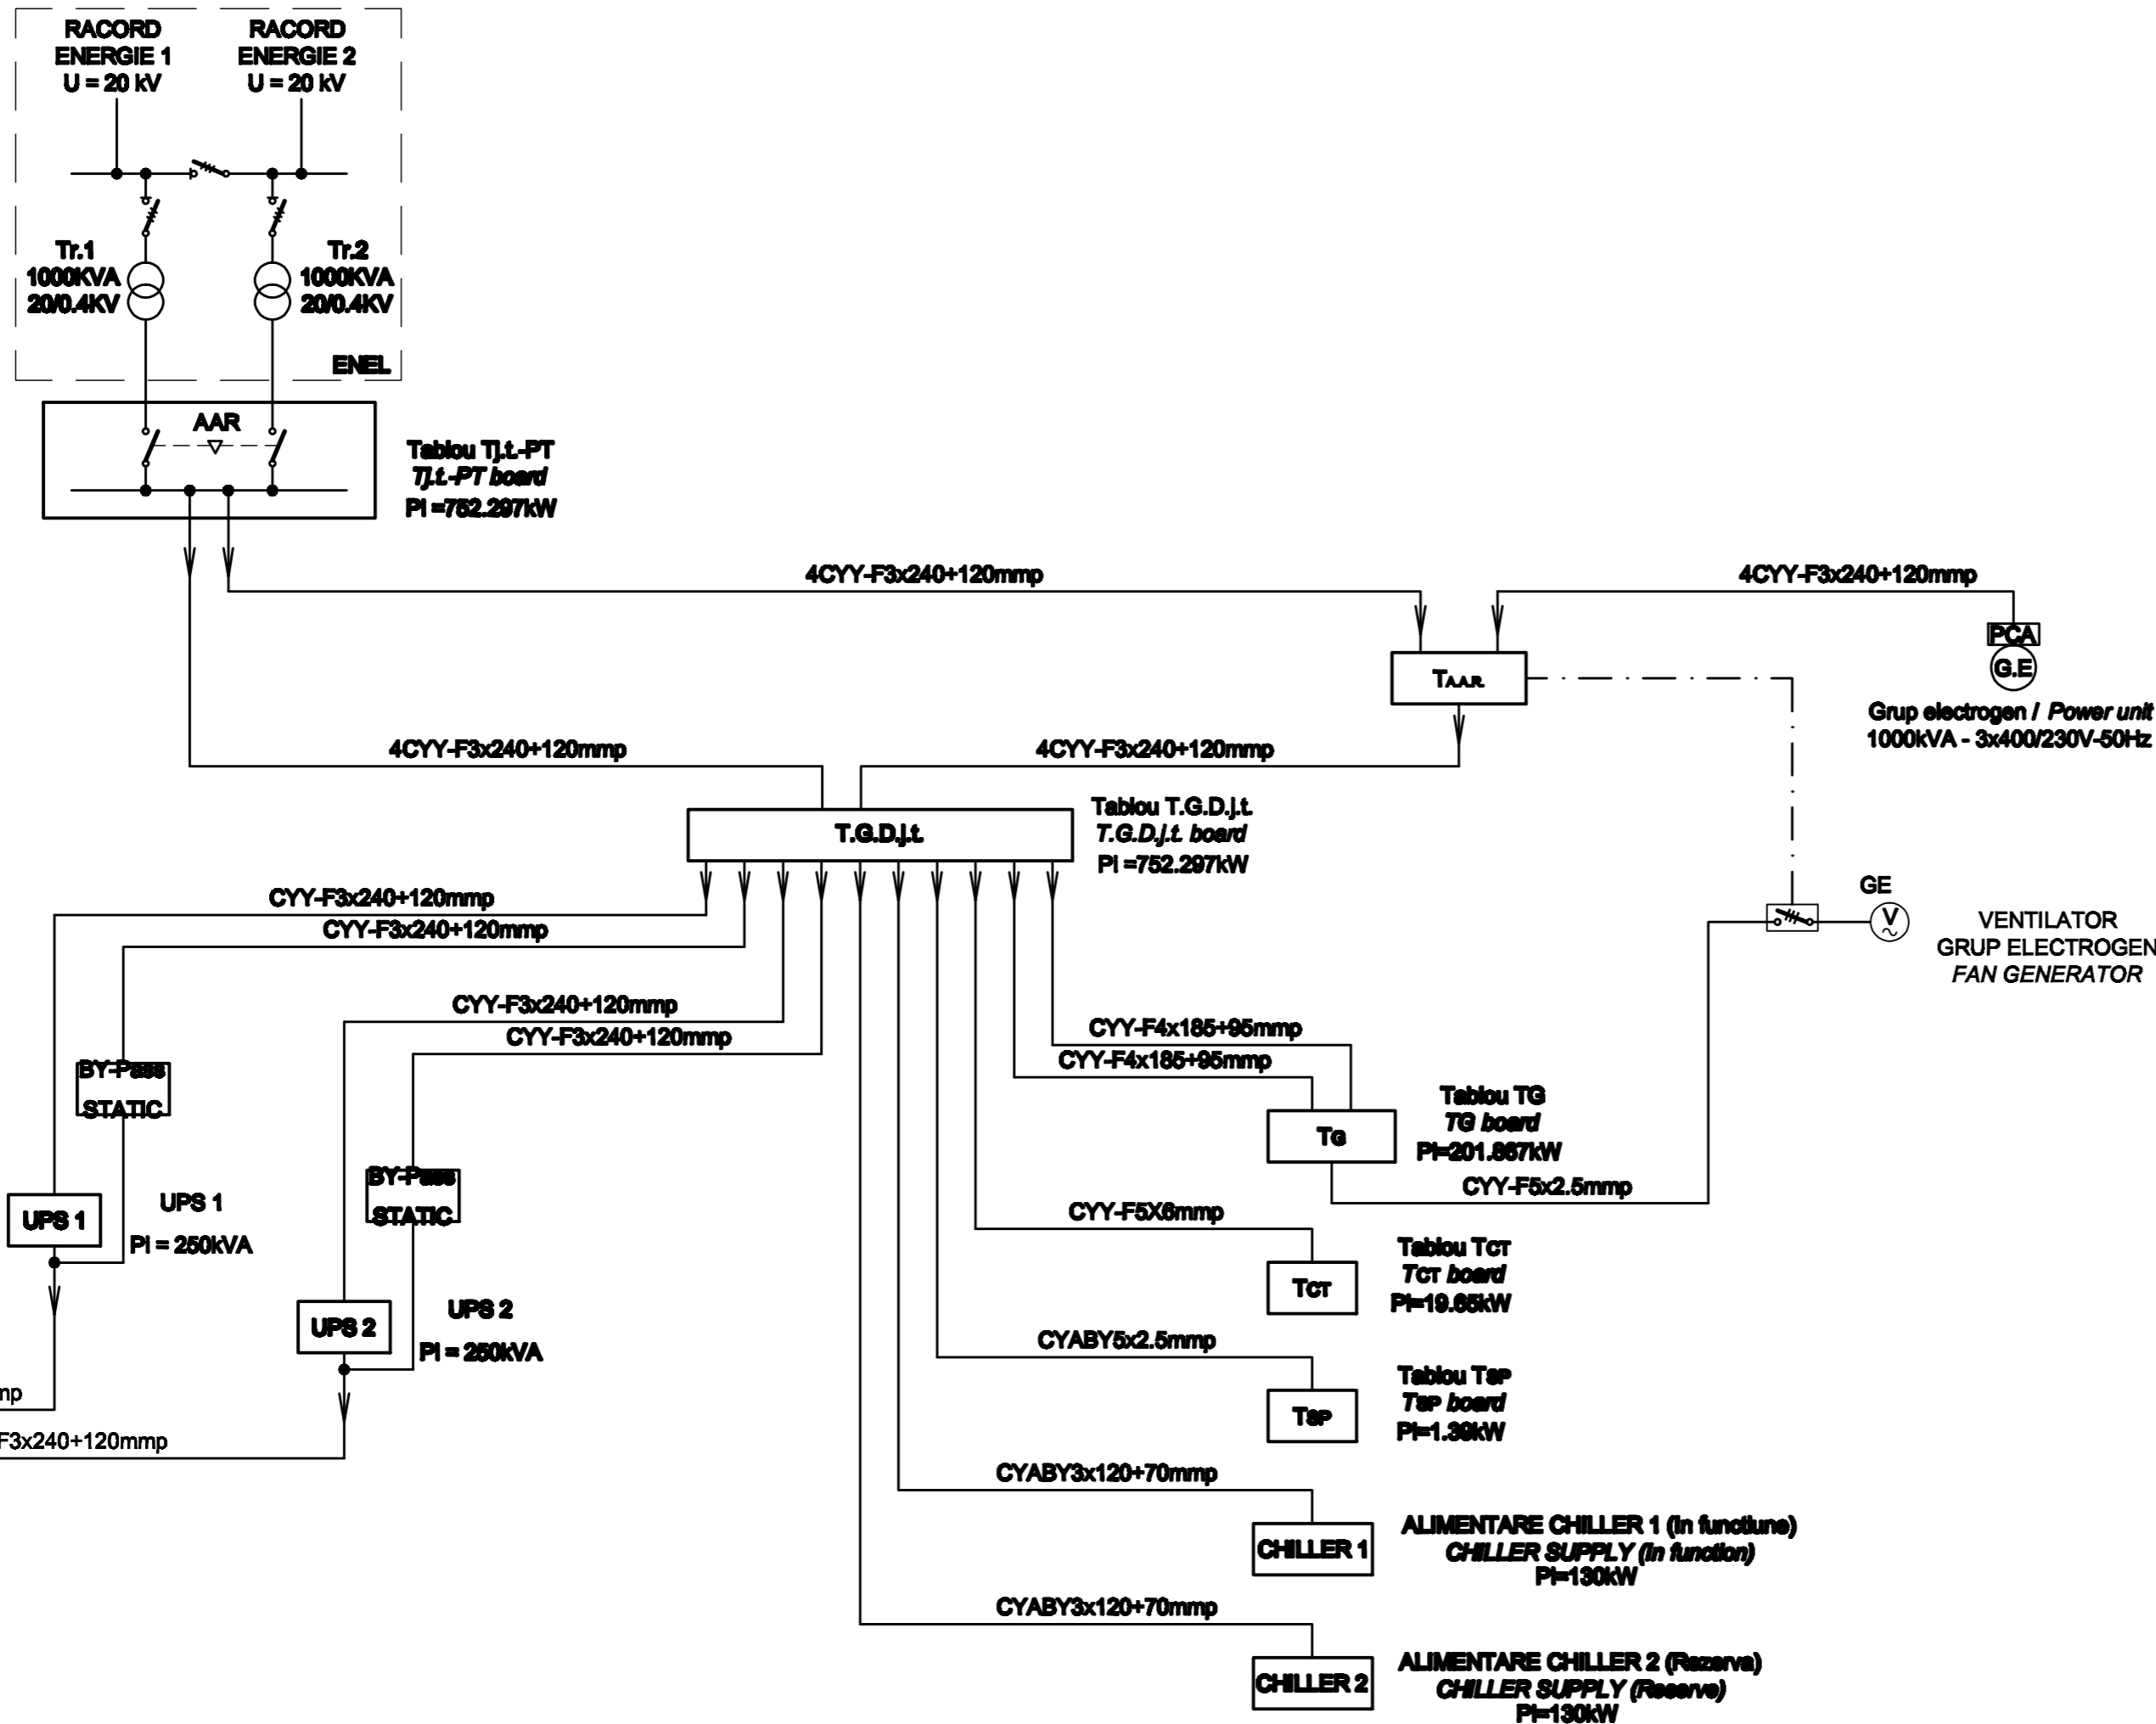 RACORD
ENERGIE 1
U = 20 kV
RACORD
ENERGIE 2
U = 20 kV
Tr.1
1000KVA
20/0.4KV
Tr.2
1000KVA
20/0.4KV
ENEL
AAR
Tablou Tj.t.-PT
Tj.t.-PT board
Pi =752.297kW
4CYY-F3x240+120mmp
4CYY-F3x240+120mmp
PCA
G.E
TA.A.R.
Grup electrogen / Power unit
1000kVA - 3x400/230V-50Hz
4CYY-F3x240+120mmp
4CYY-F3x240+120mmp
T.G.D.j.t.
Tablou T.G.D.j.t.
T.G.D.j.t. board
Pi =752.297kW
CYY-F3x240+120mmp
CYY-F3x240+120mmp
GE
V
VENTILATOR
GRUP ELECTROGEN
FAN GENERATOR
CYY-F3x240+120mmp
CYY-F3x240+120mmp
CYY-F4x185+95mmp
CYY-F4x185+95mmp
BY-Pass
STATIC
TG
Tablou TG
TG board
Pi=201.867kW
BY-Pass
STATIC
CYY-F5x2.5mmp
UPS 1
UPS 1
Pi = 250kVA
CYY-F5X6mmp
TCT
Tablou TCT
TCT board
Pi=19.65kW
UPS 2
UPS 2
Pi = 250kVA
CYABY5x2.5mmp
TSP
Tablou TSP
TSP board
Pi=1.39kW
mp
F3x240+120mmp
CYABY3x120+70mmp
CHILLER 1
ALIMENTARE CHILLER 1 (In functiune)
CHILLER SUPPLY (In function)
Pi=130kW
CYABY3x120+70mmp
CHILLER 2
ALIMENTARE CHILLER 2 (Rezerva)
CHILLER SUPPLY (Reserve)
Pi=130kW